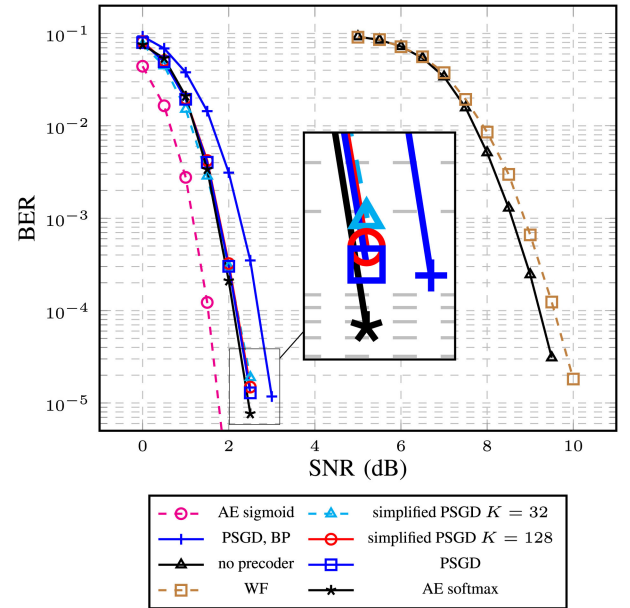 10⁻¹
10⁻²
10⁻³
10⁻⁴
10⁻⁵
BER
0 2 4 6 8 10
SNR (dB)
AE sigmoid simplified PSGD K = 32
PSGD, BP simplified PSGD K = 128
no precoder PSGD
WF AE softmax